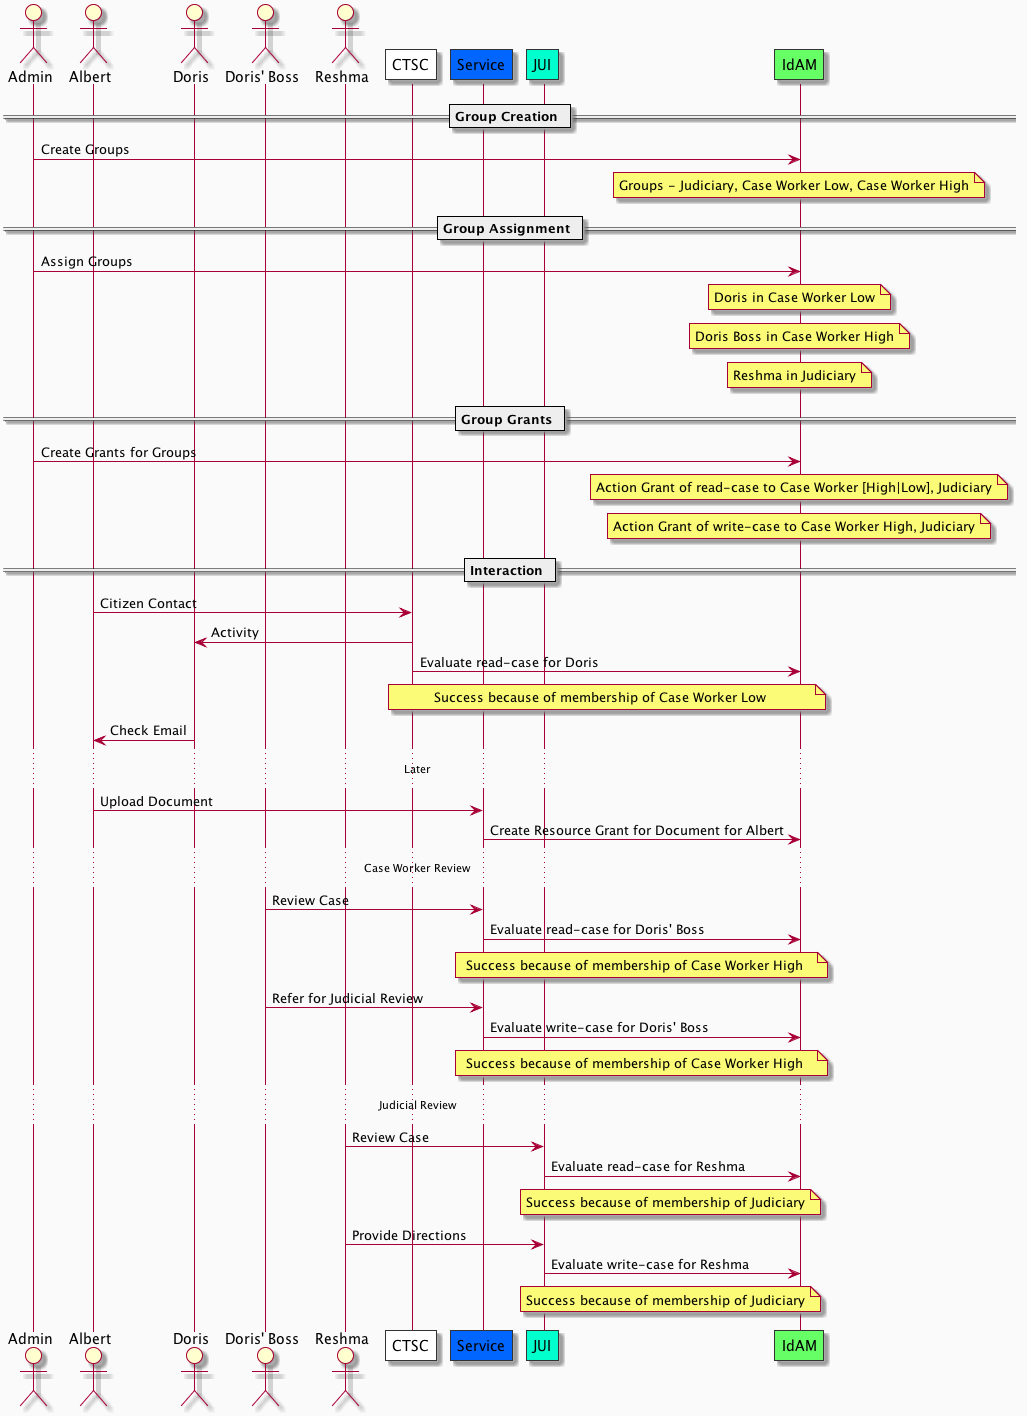 Admin Albert Doris Doris' Boss Reshma CTSC Service JUI IdAM
Group Creation
Create Groups
Groups - Judiciary, Case Worker Low, Case Worker High
Group Assignment
Assign Groups
Doris in Case Worker Low
Doris Boss in Case Worker High
Reshma in Judiciary
Group Grants
Create Grants for Groups
Action Grant of read-case to Case Worker [High|Low], Judiciary
Action Grant of write-case to Case Worker High, Judiciary
Interaction
Citizen Contact
Activity
Evaluate read-case for Doris
Success because of membership of Case Worker Low
Check Email
Later
Upload Document
Create Resource Grant for Document for Albert
Case Worker Review
Review Case
Evaluate read-case for Doris' Boss
Success because of membership of Case Worker High
Refer for Judicial Review
Evaluate write-case for Doris' Boss
Success because of membership of Case Worker High
Judicial Review
Review Case
Evaluate read-case for Reshma
Success because of membership of Judiciary
Provide Directions
Evaluate write-case for Reshma
Success because of membership of Judiciary
Admin Albert Doris Doris' Boss Reshma CTSC Service JUI IdAM